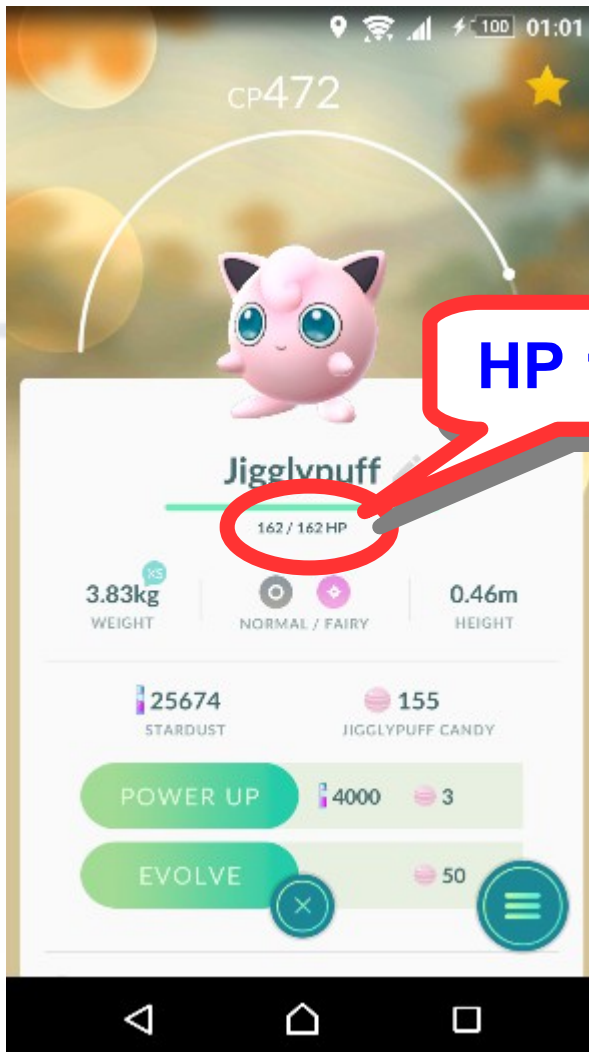 100 01:01
CP472
HP
Jigglypuff
162 / 162 HP
XS
3.83kg
0.46m
WEIGHT
NORMAL / FAIRY
HEIGHT
25674
155
STARDUST
JIGGLYPUFF CANDY
POWER UP 4000 3
EVOLVE 50